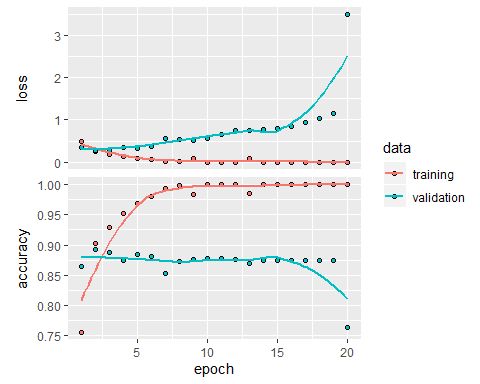 3
2
loss
1
0
data
training
validation
1.00
0.95
0.90
accuracy
0.85
0.80
0.75
5 10 15 20
epoch